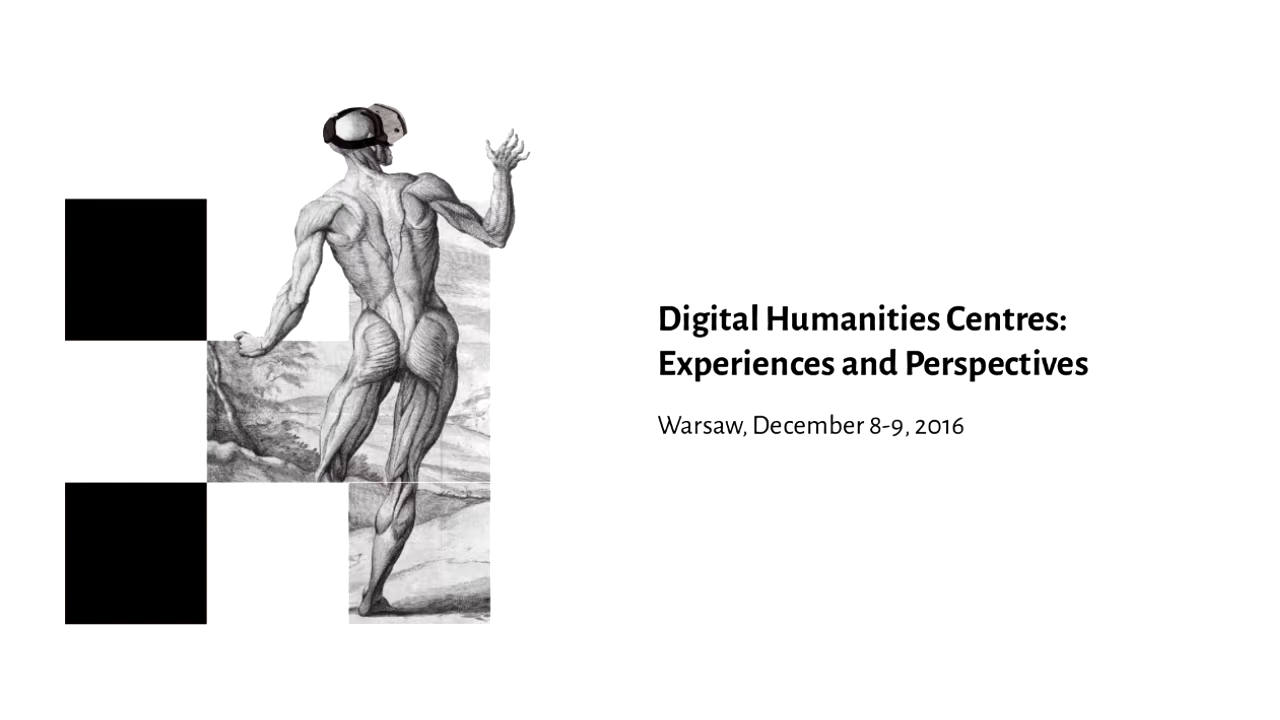 Digital Humanities Centres:
Experiences and Perspectives
Warsaw, December 8-9, 2016